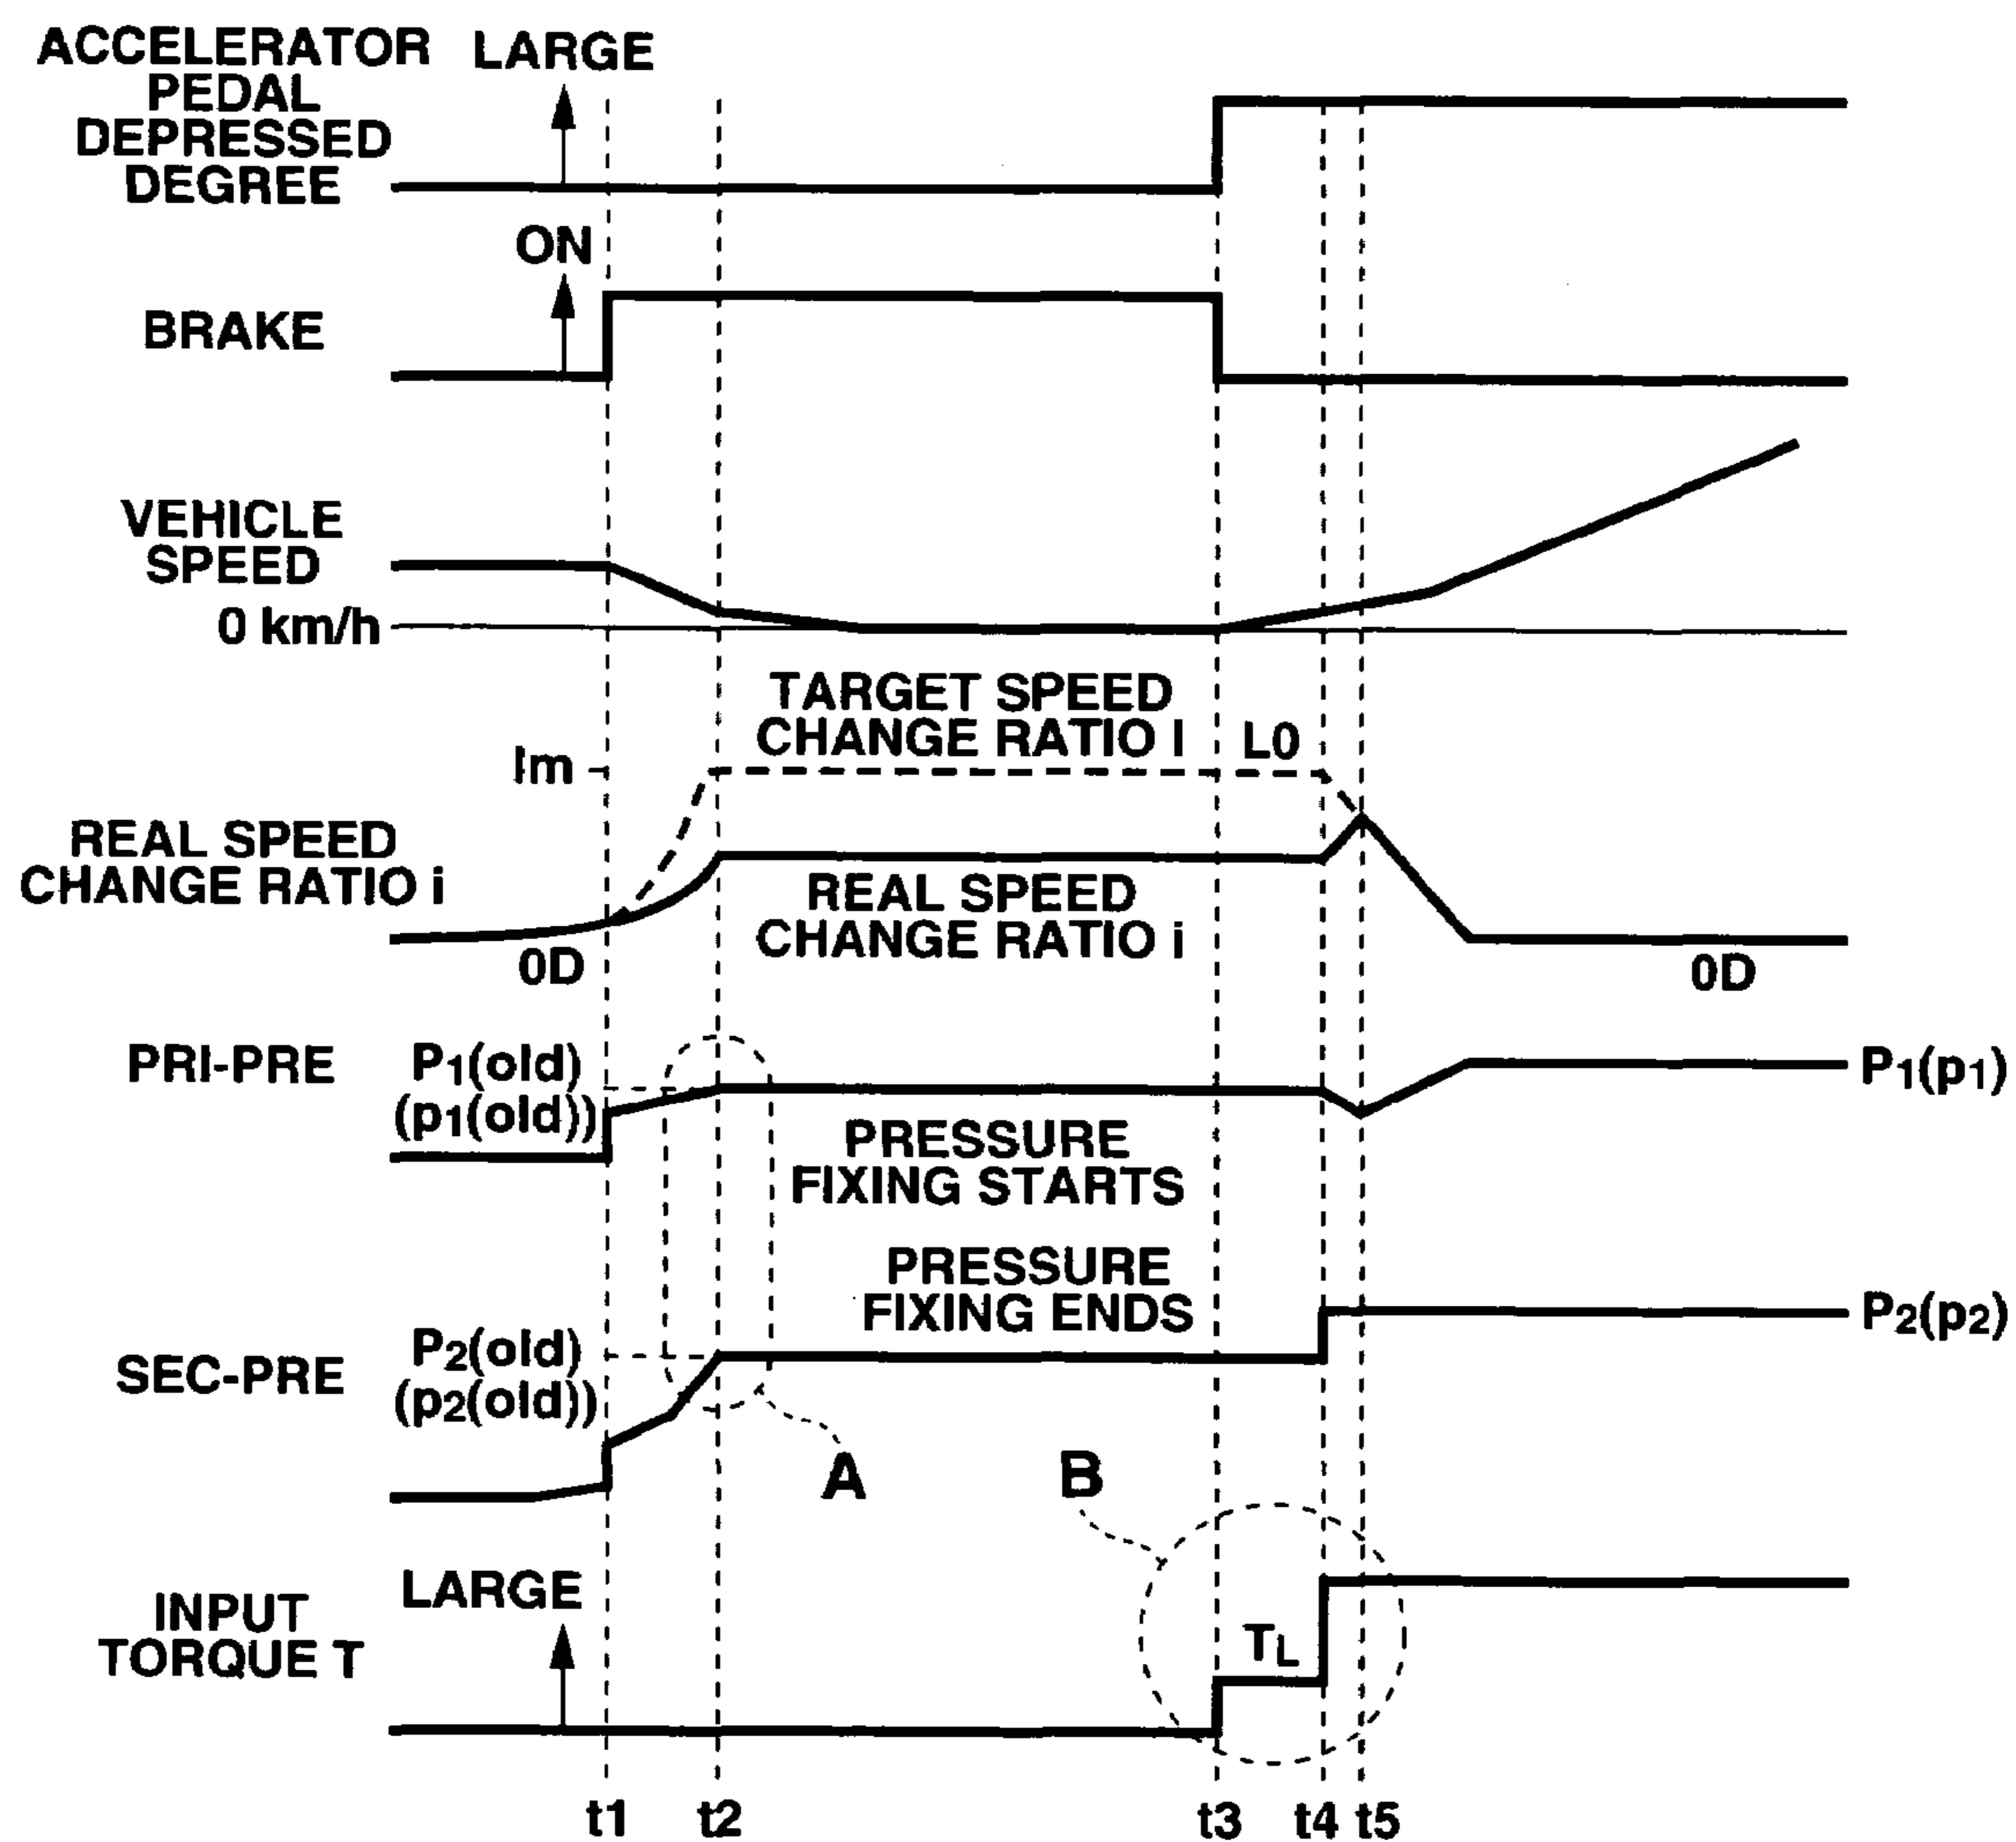 ACCELERATOR
PEDAL
DEPRESSED
DEGREE
LARGE
ON
BRAKE
VEHICLE
SPEED
0 km/h
TARGET SPEED
CHANGE RATIO I
L0
Im
REAL SPEED
CHANGE RATIO i
REAL SPEED
CHANGE RATIO i
0D
0D
PRI-PRE
P1(old)
(p1(old))
P1(p1)
PRESSURE
FIXING STARTS
PRESSURE
FIXING ENDS
SEC-PRE
P2(old)
(p2(old))
P2(p2)
A
B
LARGE
INPUT
TORQUE T
TL
t1 t2 t3 t4 t5